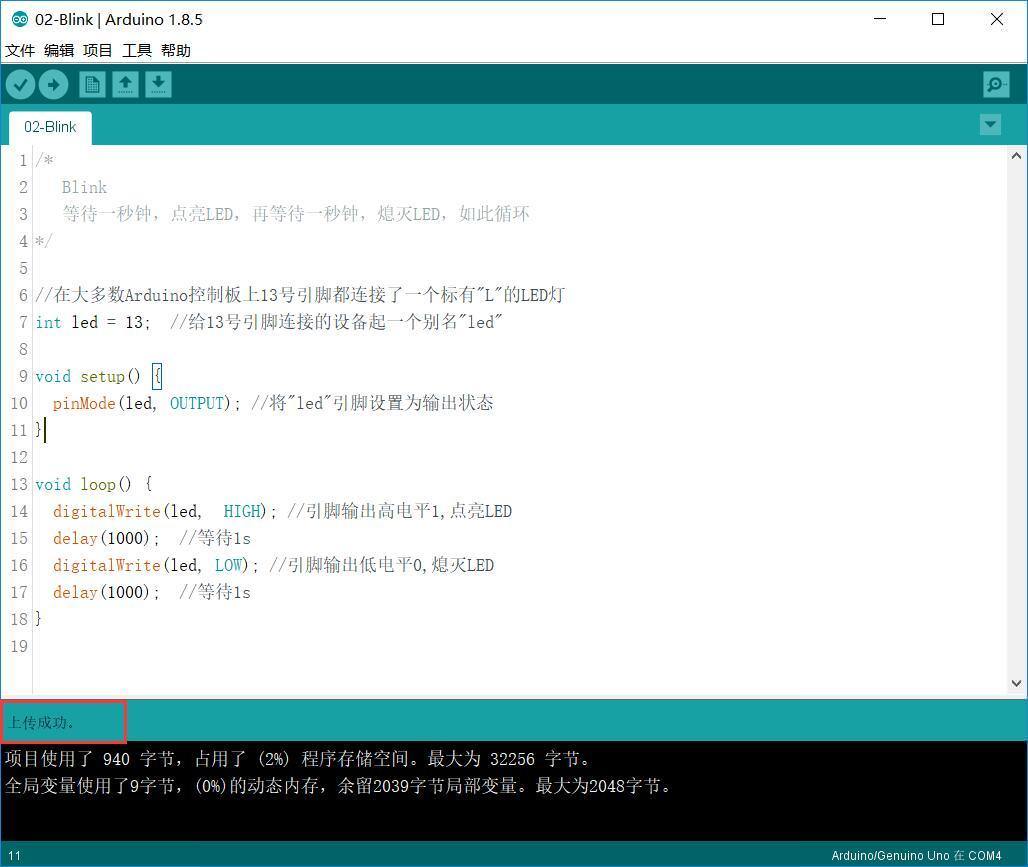 02-Blink | Arduino 1.8.5
文件 编辑 项目 工具 帮助
02-Blink
1 /*
2 Blink
3 等待一秒钟，点亮LED，再等待一秒钟，熄灭LED，如此循环
4 */
5
6 //在大多数Arduino控制板上13号引脚都连接了一个标有"L"的LED灯
7 int led = 13;  //给13号引脚连接的设备起一个别名"led"
8
9 void setup() {
10   pinMode(led, OUTPUT); //将"led"引脚设置为输出状态
11 }
12
13 void loop() {
14   digitalWrite(led,  HIGH); //引脚输出高电平1,点亮LED
15   delay(1000);  //等待1s
16   digitalWrite(led, LOW); //引脚输出低电平0,熄灭LED
17   delay(1000);  //等待1s
18 }
19
上传成功。
项目使用了 940 字节，占用了 (2%) 程序存储空间。最大为 32256 字节。
全局变量使用了9字节，(0%)的动态内存，余留2039字节局部变量。最大为2048字节。
11 Arduino/Genuino Uno 在 COM4